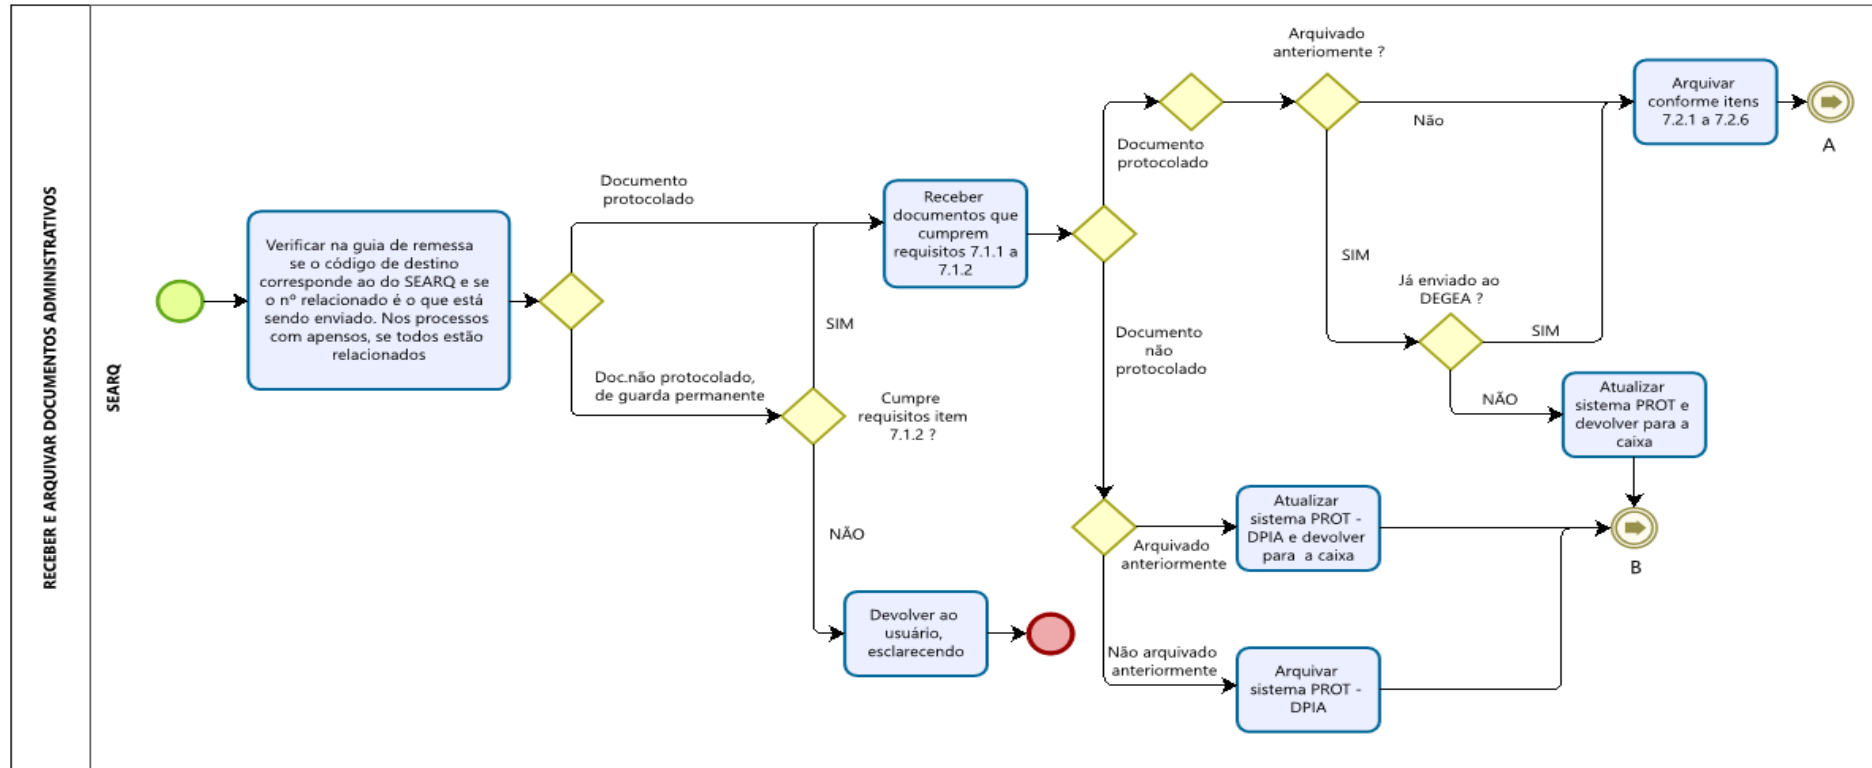 RECEBER E ARQUIVAR DOCUMENTOS ADMINISTRATIVOS
SEARQ
Verificar na guia de remessa
se o código de destino
corresponde ao do SEARQ e se
o nº relacionado é o que está
sendo enviado. Nos processos
com apensos, se todos estão
relacionados
Documento
protocolado
Doc.não protocolado,
de guarda permanente
Cumpre
requisitos item
7.1.2 ?
SIM
NÃO
Devolver ao
usuário,
esclarecendo
Receber
documentos que
cumprem
requisitos 7.1.1 a
7.1.2
Documento
protocolado
Documento
não
protocolado
Arquivado
anteriomente ?
Não
SIM
Já enviado ao
DEGEA ?
SIM
NÃO
Arquivar
conforme itens
7.2.1 a 7.2.6
A
Atualizar
sistema PROT e
devolver para a
caixa
Arquivado
anteriormente
Atualizar
sistema PROT -
DPIA e devolver
para a caixa
B
Não arquivado
anteriormente
Arquivar
sistema PROT -
DPIA